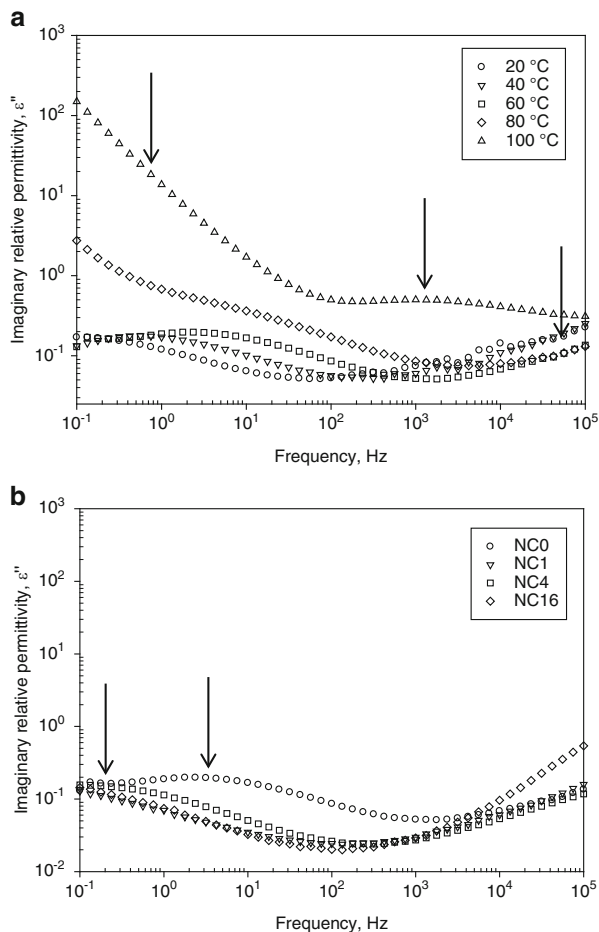 a
10^3
10^2
10^1
10^0
10^-1
Imaginary relative permittivity, ε"
20 °C
40 °C
60 °C
80 °C
100 °C
10^-1 10^0 10^1 10^2 10^3 10^4 10^5
Frequency, Hz
b
10^3
10^2
10^1
10^0
10^-1
10^-2
Imaginary relative permittivity, ε"
NC0
NC1
NC4
NC16
10^-1 10^0 10^1 10^2 10^3 10^4 10^5
Frequency, Hz